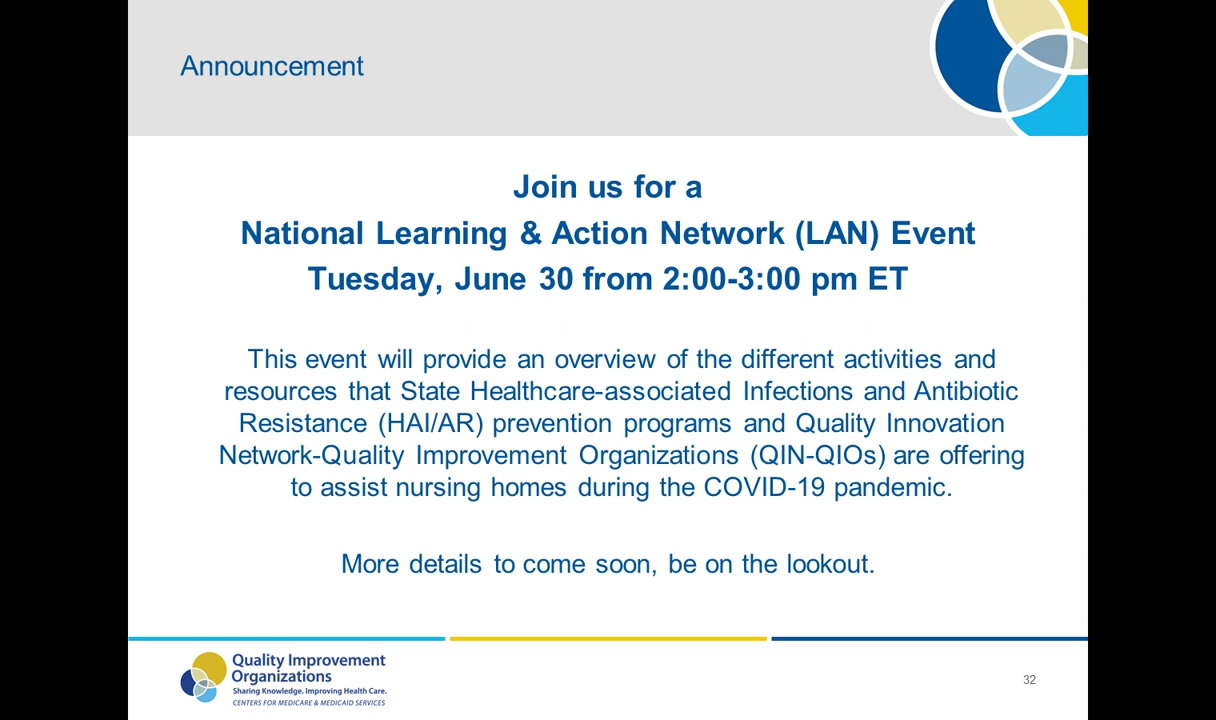 Announcement
Join us for a
National Learning & Action Network (LAN) Event
Tuesday, June 30 from 2:00-3:00 pm ET
This event will provide an overview of the different activities and
resources that State Healthcare-associated Infections and Antibiotic
Resistance (HAI/AR) prevention programs and Quality Innovation
Network-Quality Improvement Organizations (QIN-QIOs) are offering
to assist nursing homes during the COVID-19 pandemic.
More details to come soon, be on the lookout.
Quality Improvement
Organizations
Sharing Knowledge. Improving Health Care.
CENTERS FOR MEDICARE & MEDICAID SERVICES
32